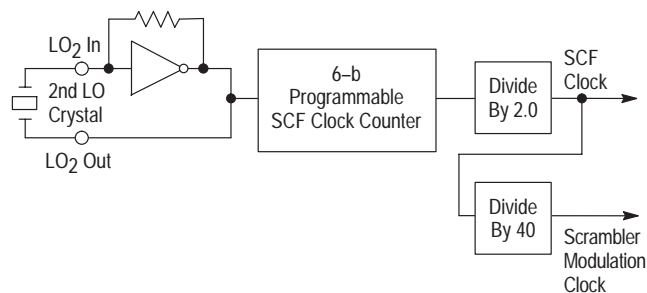 LO2 In
2nd LO
Crystal
LO2 Out
6–b
Programmable
SCF Clock Counter
Divide
By 2.0
SCF
Clock
Divide
By 40
Scrambler
Modulation
Clock